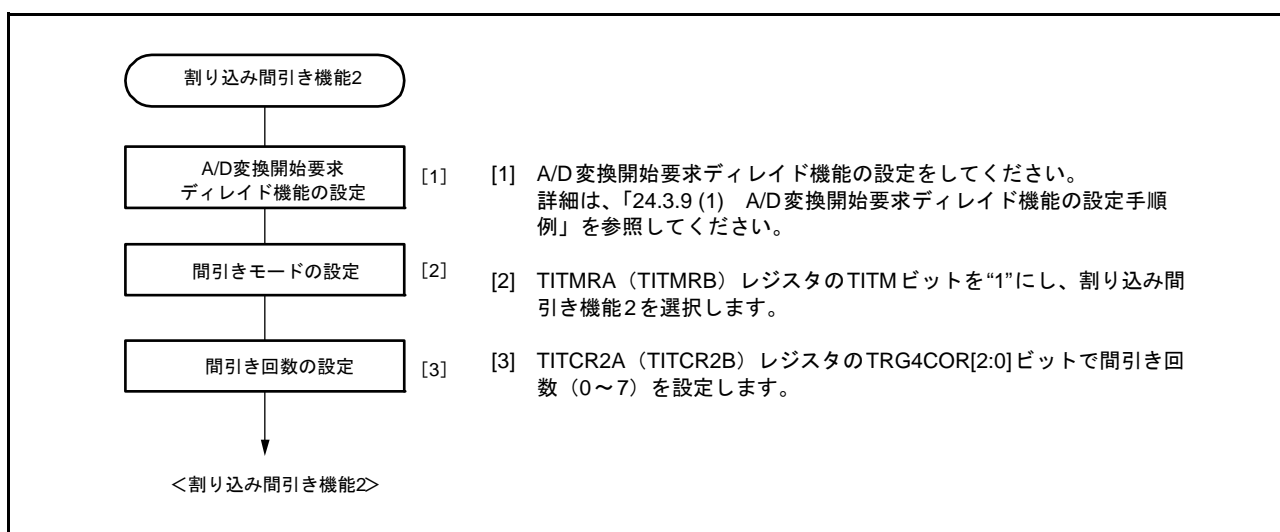 割り込み間引き機能2
A/D変換開始要求
ディレイド機能の設定
[1]
[1] A/D変換開始要求ディレイド機能の設定をしてください。
詳細は、「24.3.9 (1) A/D変換開始要求ディレイド機能の設定手順
例」を参照してください。
間引きモードの設定
[2]
[2] TITMRA（TITMRB）レジスタのTITMビットを“1”にし、割り込み間
引き機能2を選択します。
間引き回数の設定
[3]
[3] TITCR2A（TITCR2B）レジスタのTRG4COR[2:0]ビットで間引き回
数（0～7）を設定します。
＜割り込み間引き機能2＞